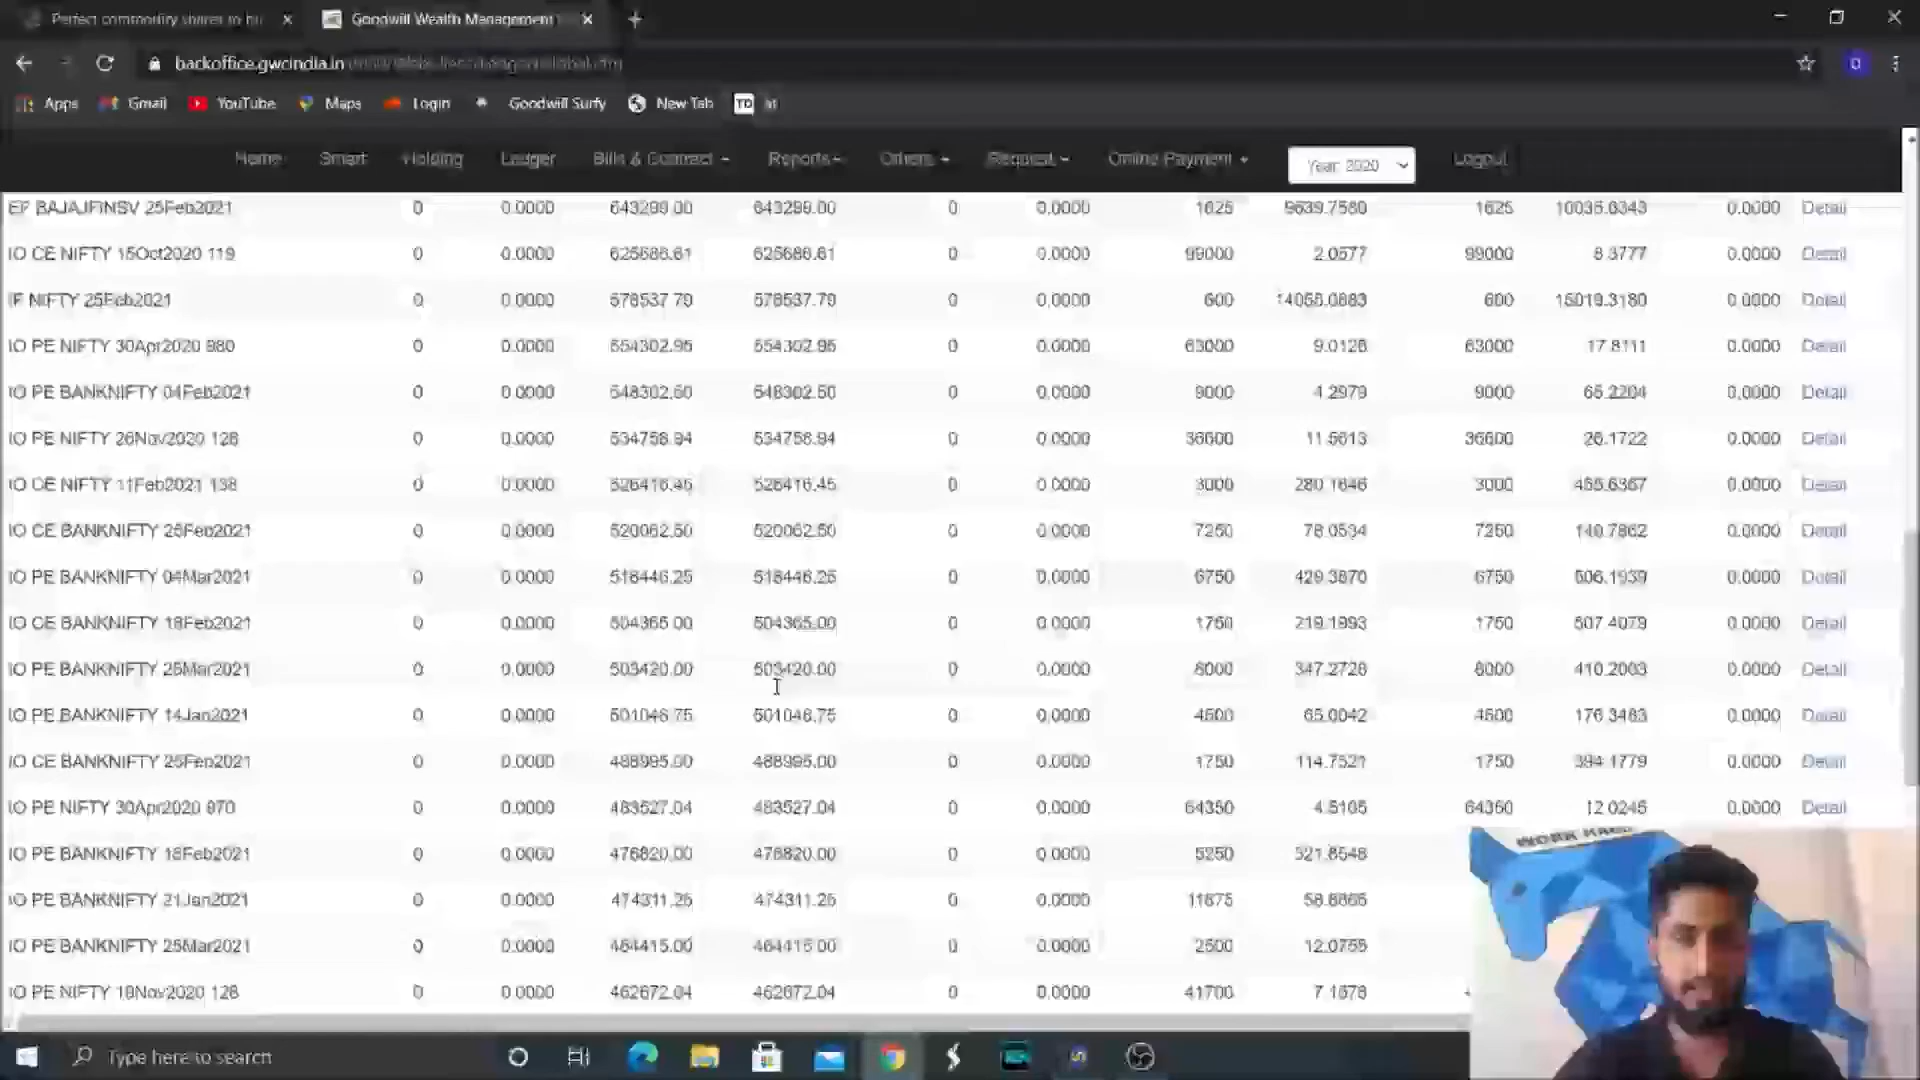 Perfect commodity shares to bu
Goodwill Wealth Management
backoffice.gwcindia.in
Apps Gmail YouTube Maps Login Goodwill Surfy New Tab TD
Home Smart Holding Ledger Bills & Contract Reports Others Request Online Payment Year: 2020 Logout
EF BAJAJFINSV 25Feb2021 0 0.0000 643299.00 643299.00 0 0.0000 1625 9639.7580 1625 0.0000 Detail
IO CE NIFTY 15Oct2020 119 0 0.0000 625686.61 625686.61 0 0.0000 99000 2.0577 99000 8.3777 0.0000 Detail
IF NIFTY 25Feb2021 0 0.0000 578537.79 578537.79 0 0.0000 600 14055.0883 600 15019.3180 0.0000 Detail
IO PE NIFTY 30Apr2020 980 0 0.0000 554302.95 554302.95 0 0.0000 63000 9.0126 63000 17.8111 0.0000 Detail
IO PE BANKNIFTY 04Feb2021 0 0.0000 548302.50 548302.50 0 0.0000 9000 4.2979 9000 65.2204 0.0000 Detail
IO PE NIFTY 26Nov2020 128 0 0.0000 534758.94 534758.94 0 0.0000 36600 11.5613 36600 26.1722 0.0000 Detail
IO CE NIFTY 11Feb2021 138 0 0.0000 526416.45 526416.45 0 0.0000 3000 280.1646 3000 455.6367 0.0000 Detail
IO CE BANKNIFTY 25Feb2021 0 0.0000 520062.50 520062.50 0 0.0000 7250 78.0534 7250 0.0000 Detail
IO PE BANKNIFTY 04Mar2021 0 0.0000 518446.25 518446.25 0 0.0000 6750 429.3870 6750 506.1939 0.0000 Detail
IO CE BANKNIFTY 18Feb2021 0 0.0000 504365.00 504365.00 0 0.0000 1750 219.1993 1750 507.4079 0.0000 Detail
IO PE BANKNIFTY 25Mar2021 0 0.0000 503420.00 503420.00 0 0.0000 8000 347.2728 8000 410.2003 0.0000 Detail
IO PE BANKNIFTY 14Jan2021 0 0.0000 501046.75 501046.75 0 0.0000 4500 65.0042 4500 176.3483 0.0000 Detail
IO CE BANKNIFTY 25Feb2021 0 0.0000 488995.00 488995.00 0 0.0000 1750 114.7521 1750 394.1779 0.0000 Detail
IO PE NIFTY 30Apr2020 970 0 0.0000 483527.04 483527.04 0 0.0000 64350 4.5105 64350 12.0245 0.0000 Detail
IO PE BANKNIFTY 18Feb2021 0 0.0000 476820.00 476820.00 0 0.0000 5250 321.6548
IO PE BANKNIFTY 21Jan2021 0 0.0000 474311.25 474311.25 0 0.0000 11875 58.8665
IO PE BANKNIFTY 25Mar2021 0 0.0000 464415.00 464415.00 0 0.0000 2500 12.0755
IO PE NIFTY 19Nov2020 128 0 0.0000 462672.04 462672.04 0 0.0000 41700 7.1678
WORK HARD
Type here to search